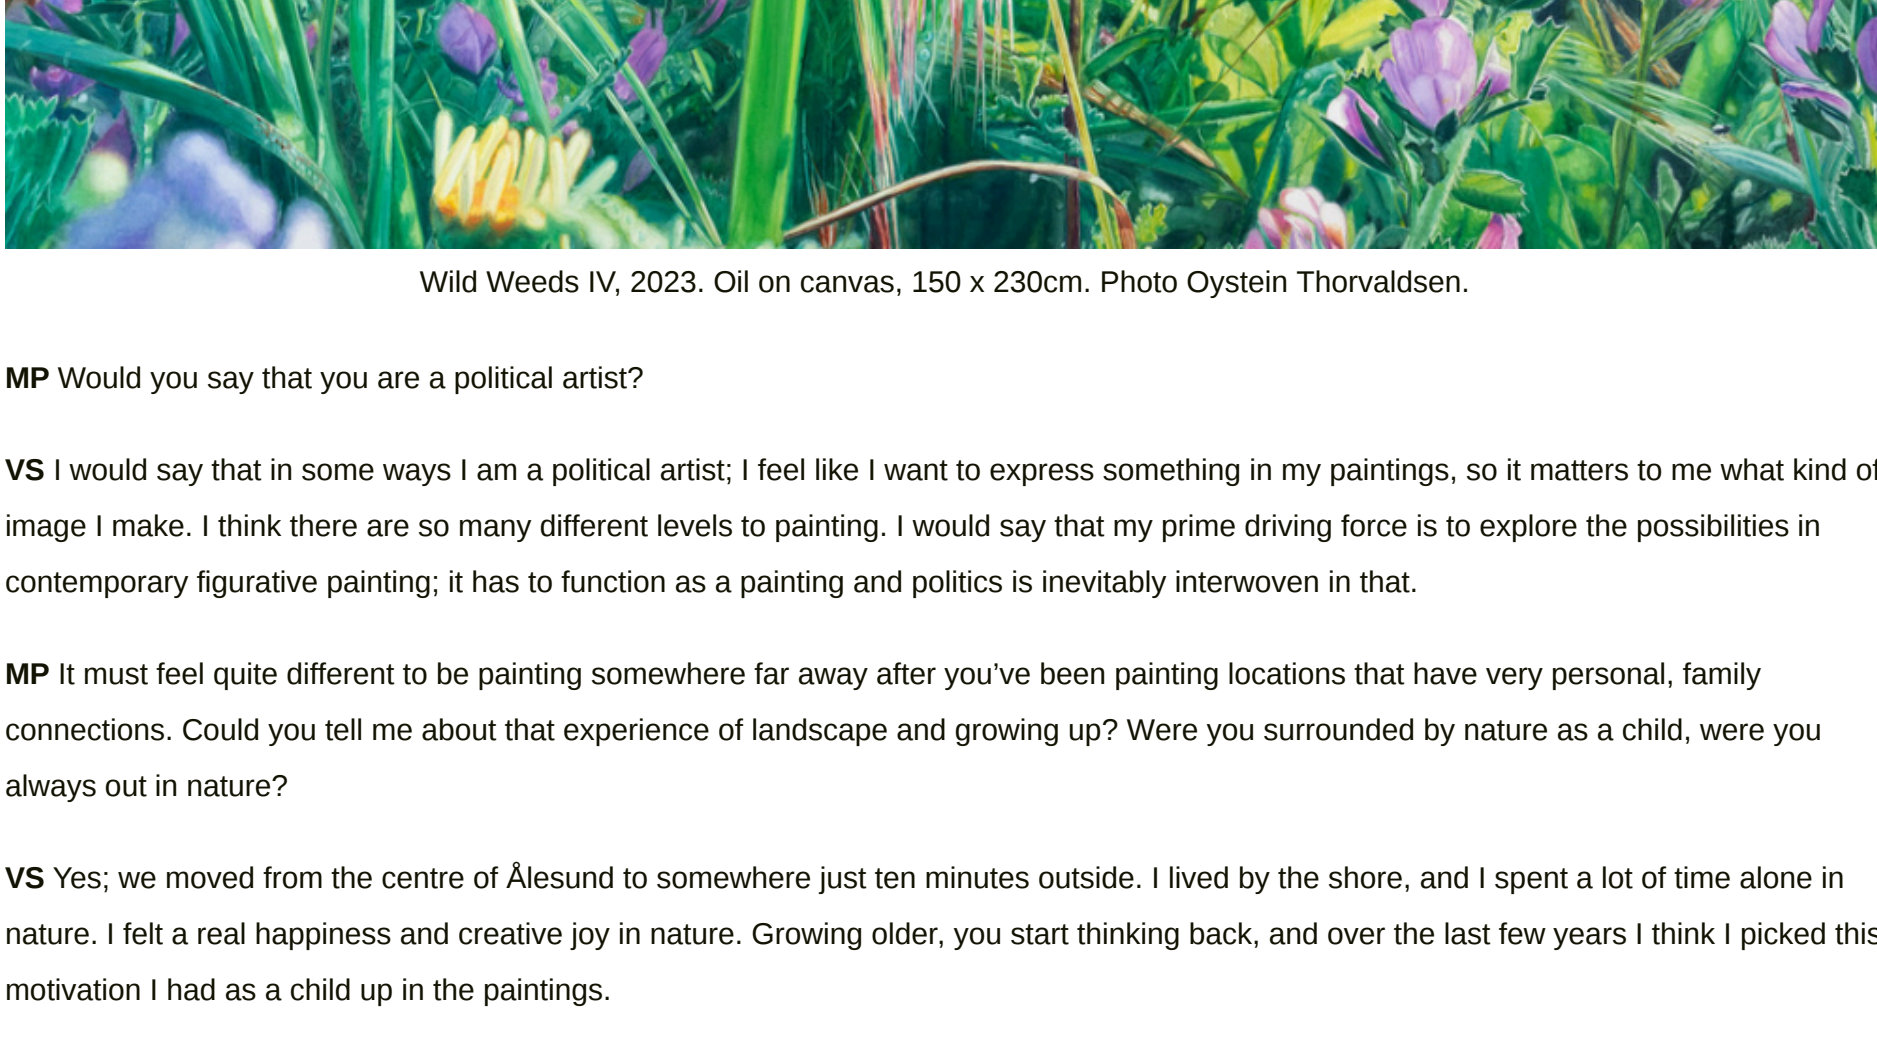 Wild Weeds IV, 2023. Oil on canvas, 150 x 230cm. Photo Oystein Thorvaldsen.
MP Would you say that you are a political artist?
VS I would say that in some ways I am a political artist; I feel like I want to express something in my paintings, so it matters to me what kind of
image I make. I think there are so many different levels to painting. I would say that my prime driving force is to explore the possibilities in
contemporary figurative painting; it has to function as a painting and politics is inevitably interwoven in that.
MP It must feel quite different to be painting somewhere far away after you’ve been painting locations that have very personal, family
connections. Could you tell me about that experience of landscape and growing up? Were you surrounded by nature as a child, were you
always out in nature?
VS Yes; we moved from the centre of Ålesund to somewhere just ten minutes outside. I lived by the shore, and I spent a lot of time alone in
nature. I felt a real happiness and creative joy in nature. Growing older, you start thinking back, and over the last few years I think I picked this
motivation I had as a child up in the paintings.